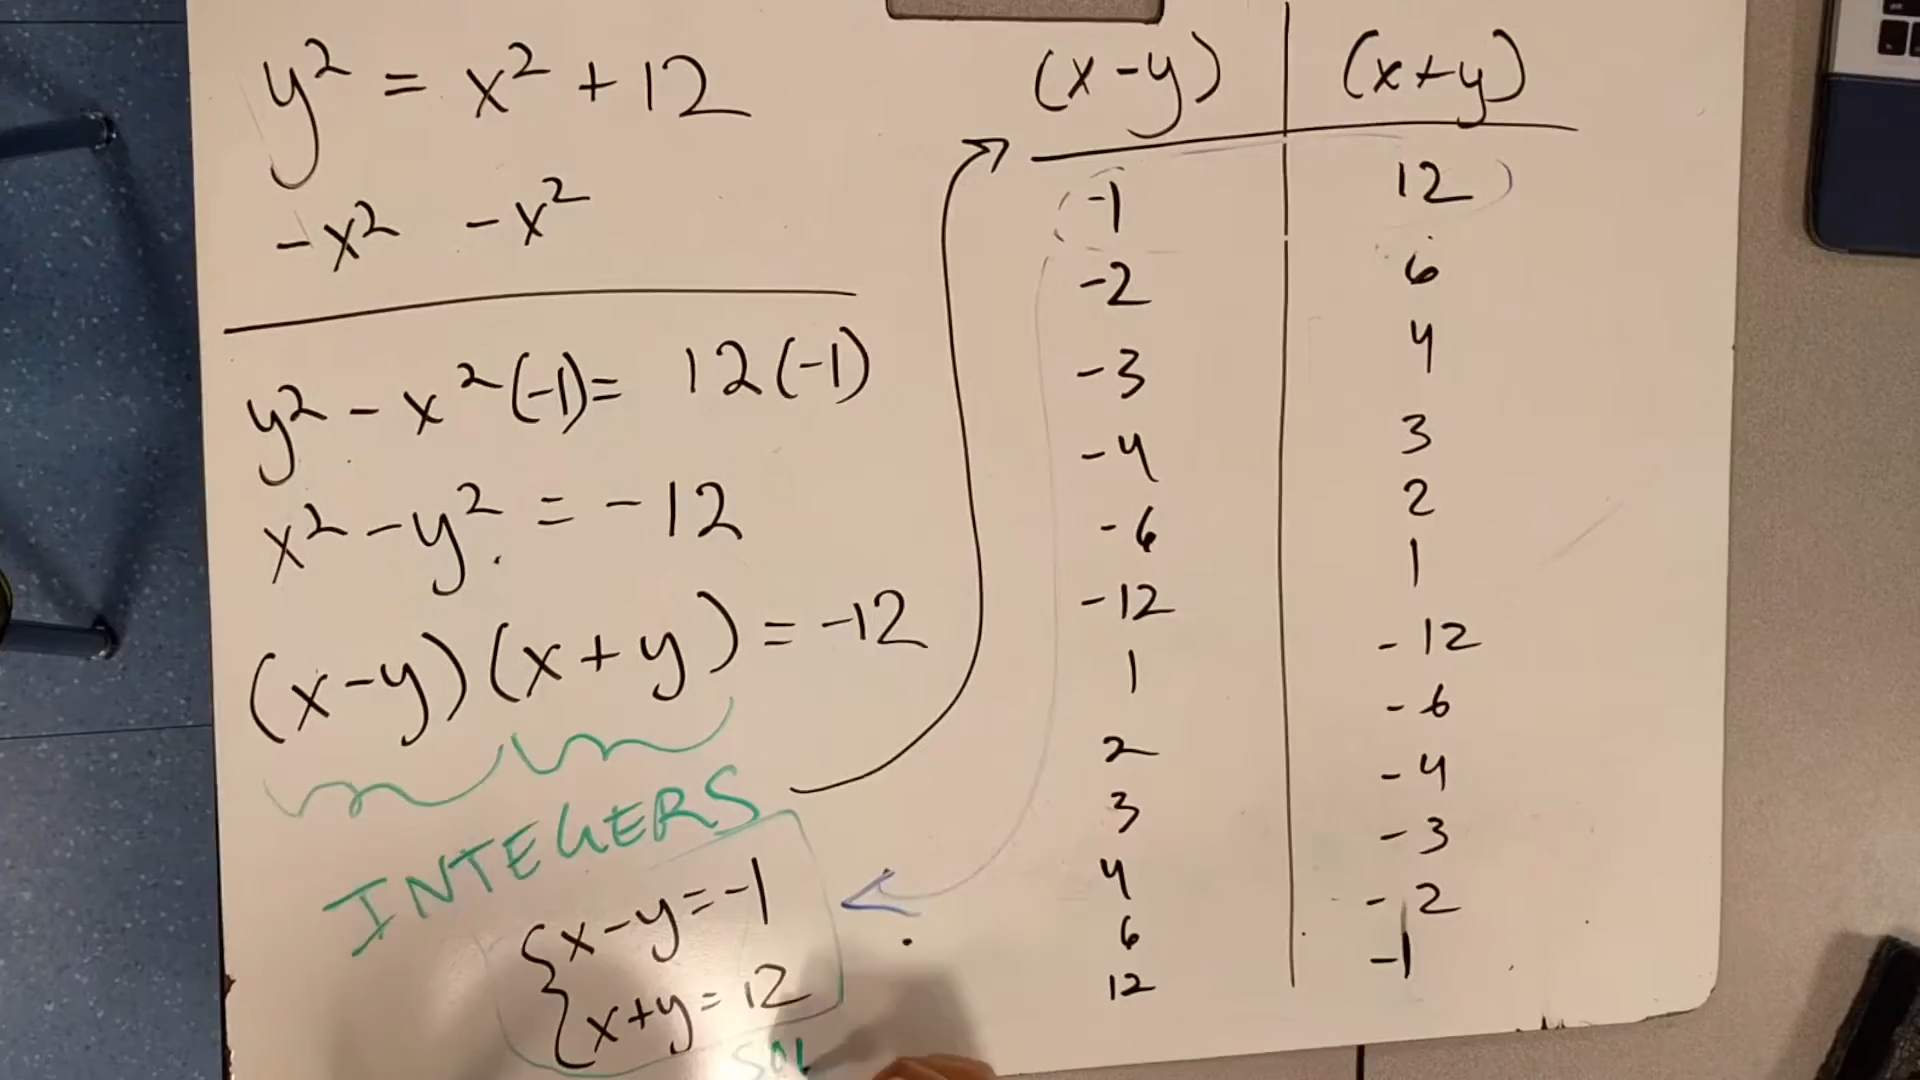 y² = x² + 12
-x² -x²
y² - x²(-1) = 12(-1)
x² - y² = -12
(x-y)(x+y) = -12
INTEGERS
x-y=-1
x+y=12
SOL
(x-y) (x+y)
-1 12
-2 6
-3 4
-4 3
-6 2
-12 1
1 -12
2 -6
3 -4
4 -3
6 -2
12 -1